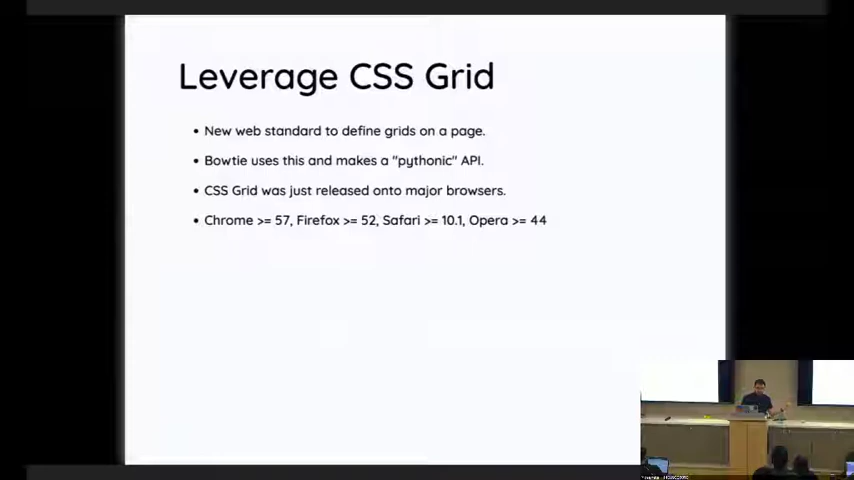 Leverage CSS Grid
• New web standard to define grids on a page.
• Bowtie uses this and makes a "pythonic" API.
• CSS Grid was just released onto major browsers.
• Chrome >= 57, Firefox >= 52, Safari >= 10.1, Opera >= 44